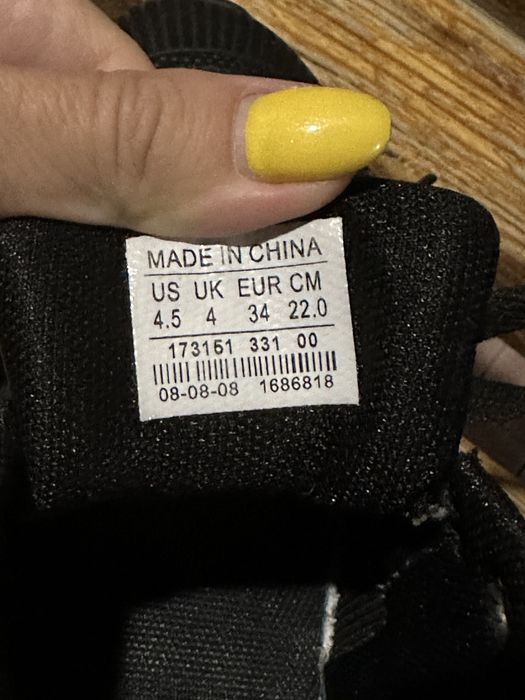 MADE IN CHINA
US UK EUR CM
4.5 4 34 22.0
173161 331 00
08-08-08 1686818